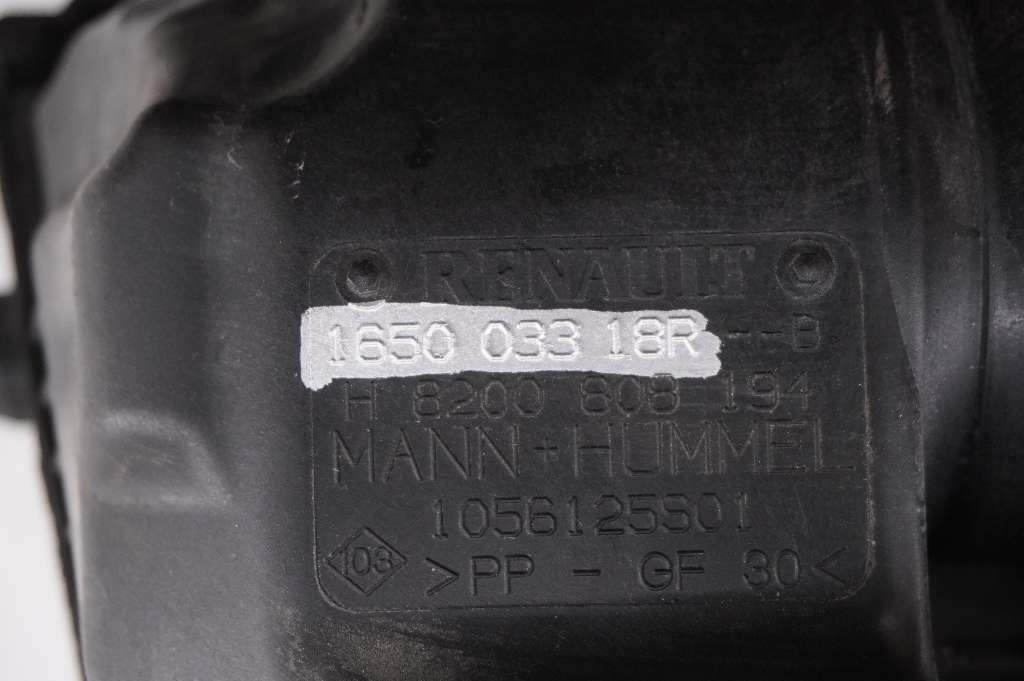 RENAULT
1650 033 18R --B
H 8200 808 194
MANN+HUMMEL
1056125S01
103
>PP - GF 30<